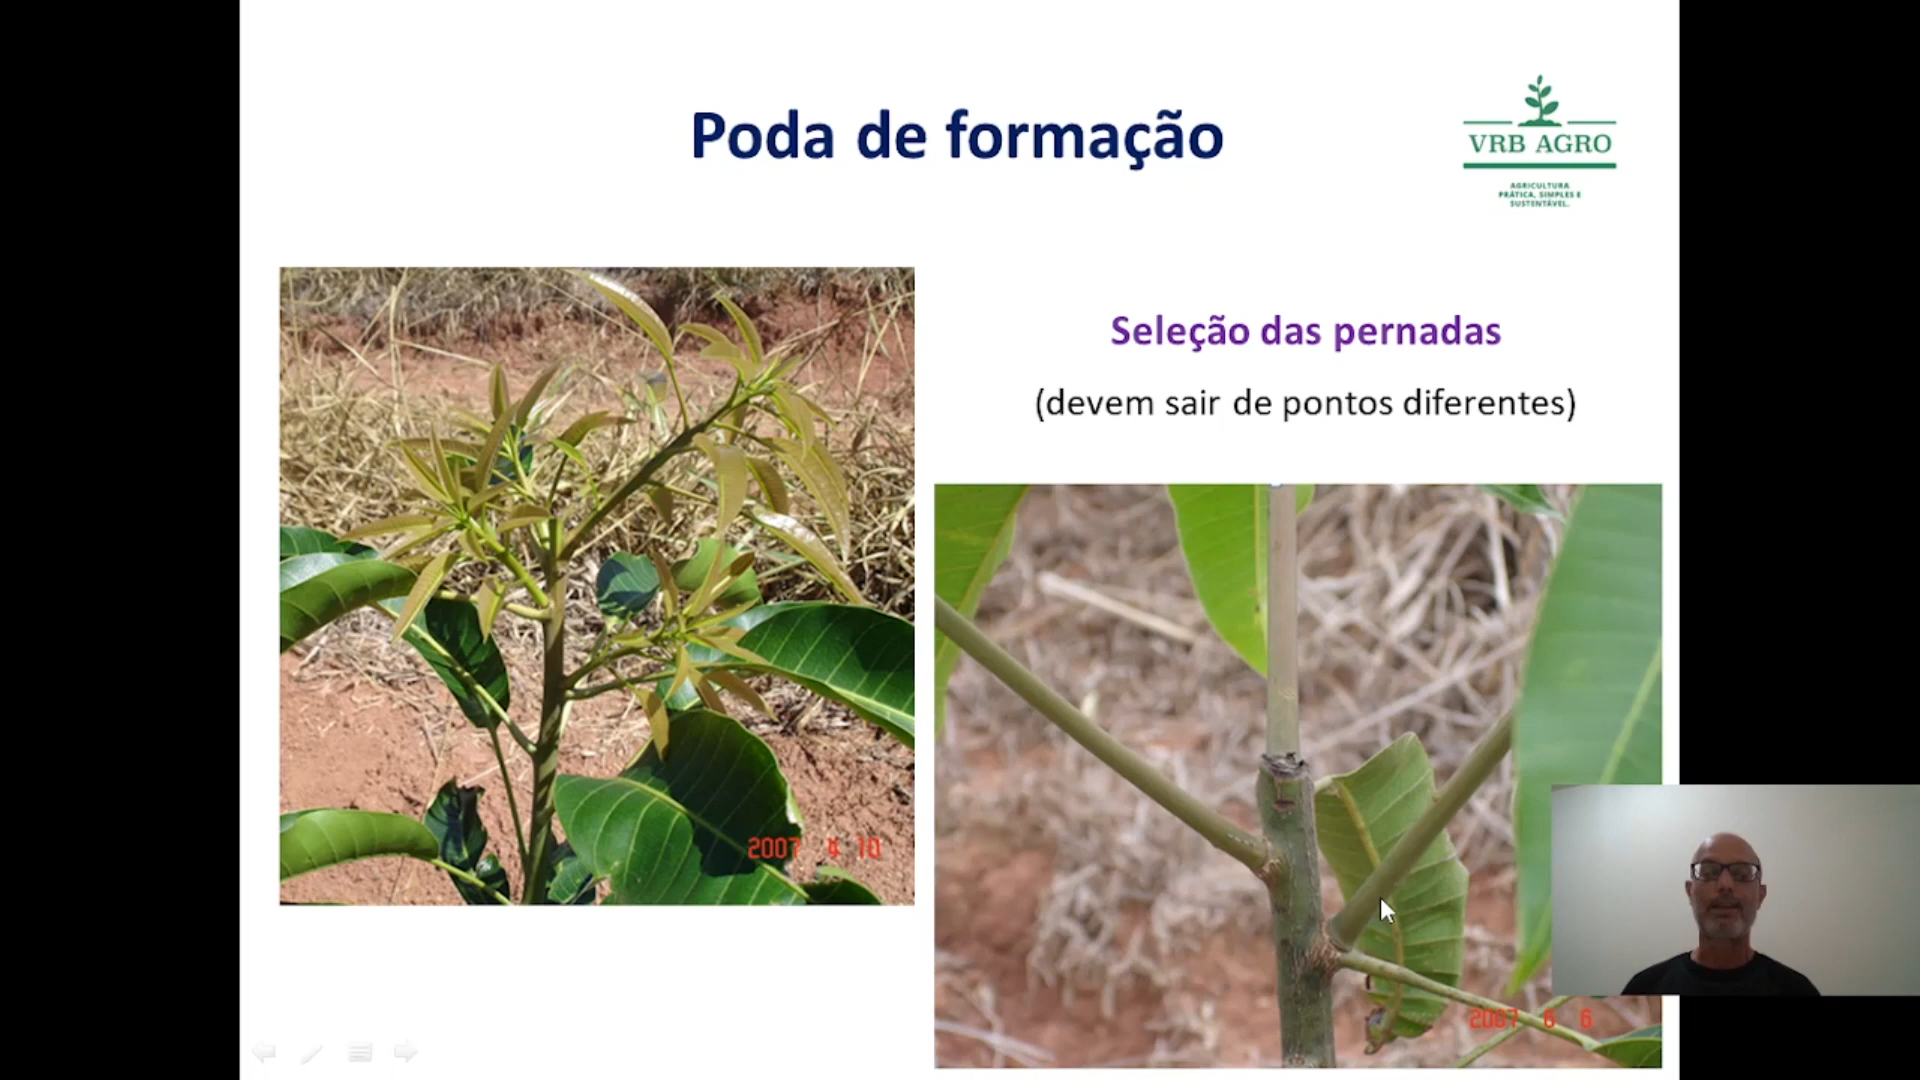 Poda de formação
VRB AGRO
AGRICULTURA
PRÁTICA, SIMPLES E
SUSTENTÁVEL.
Seleção das pernadas
(devem sair de pontos diferentes)
2007 4 10
2007 6 6